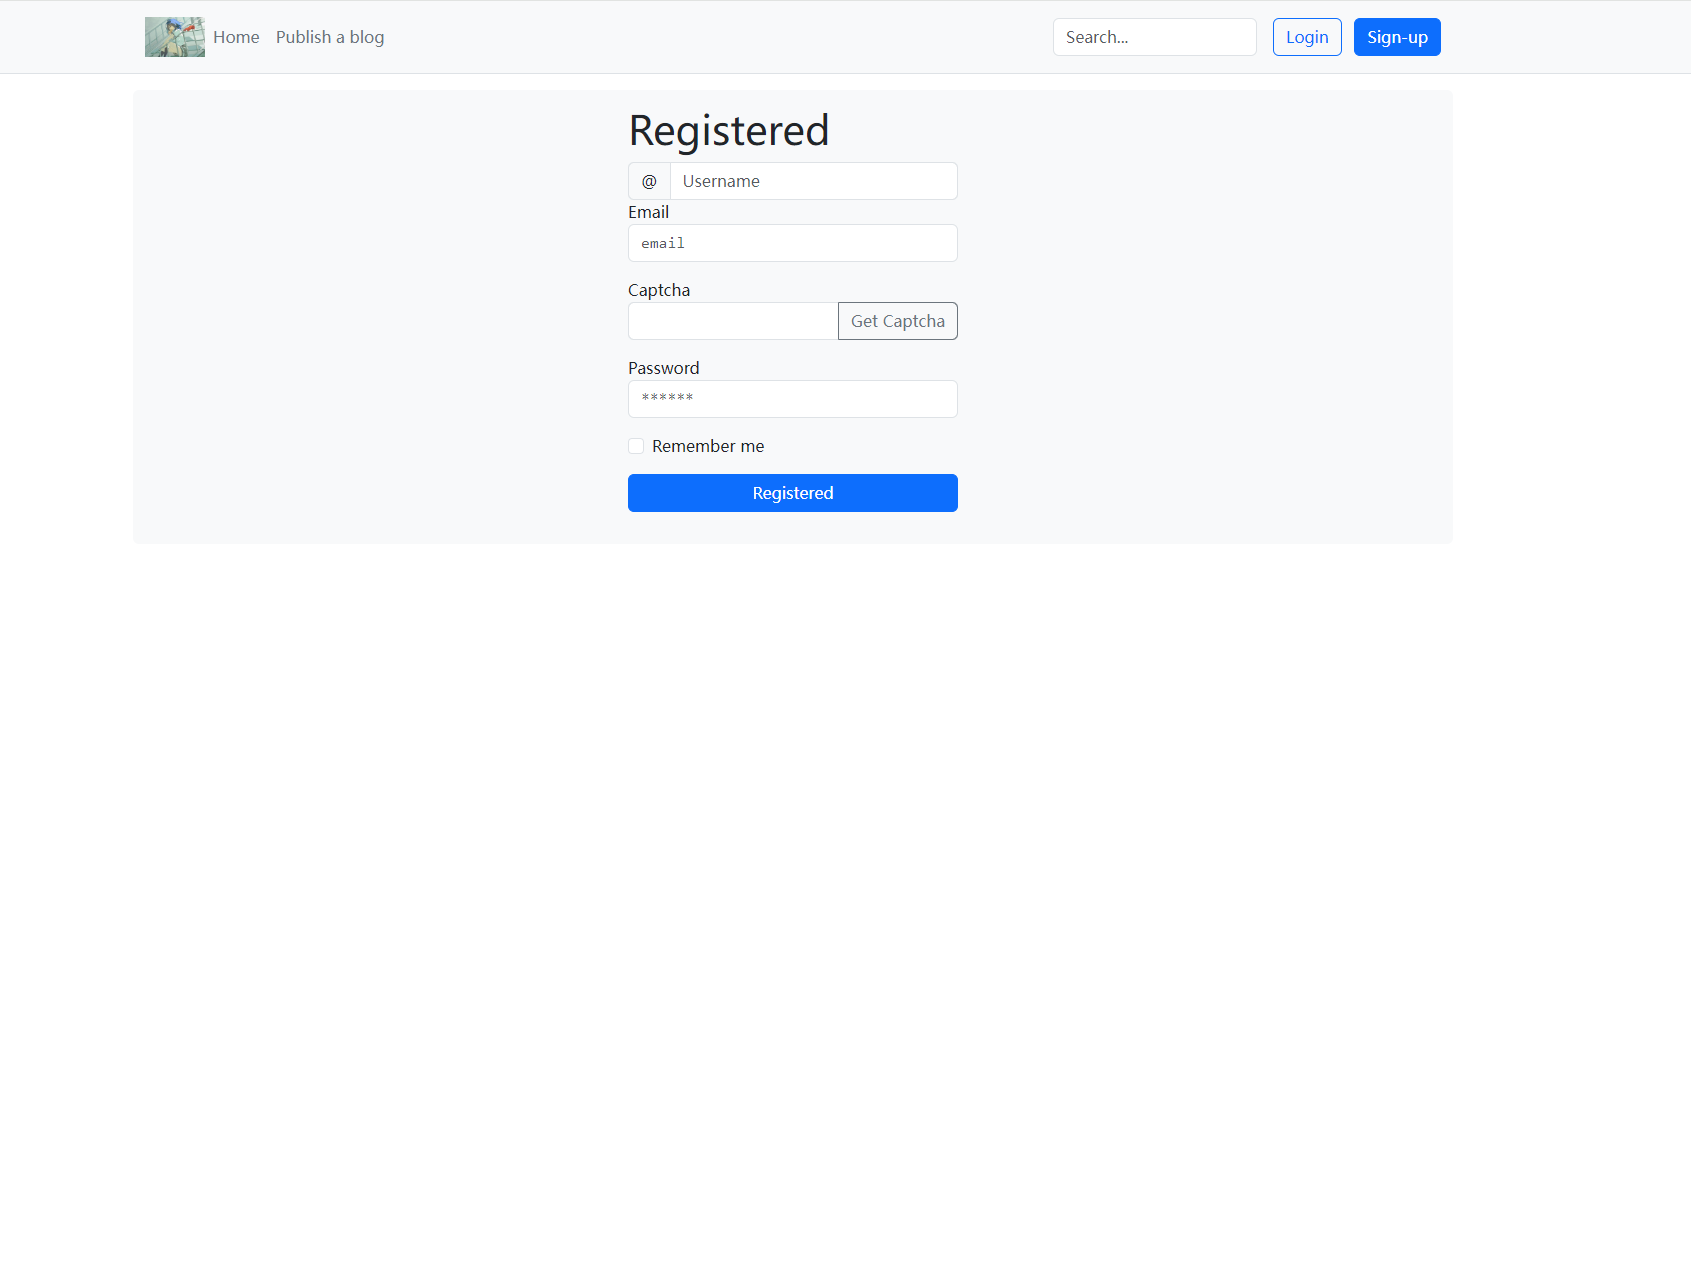 Home Publish a blog Search... Login Sign-up
Registered
@ Username
Email
email
Captcha
Get Captcha
Password
******
Remember me
Registered